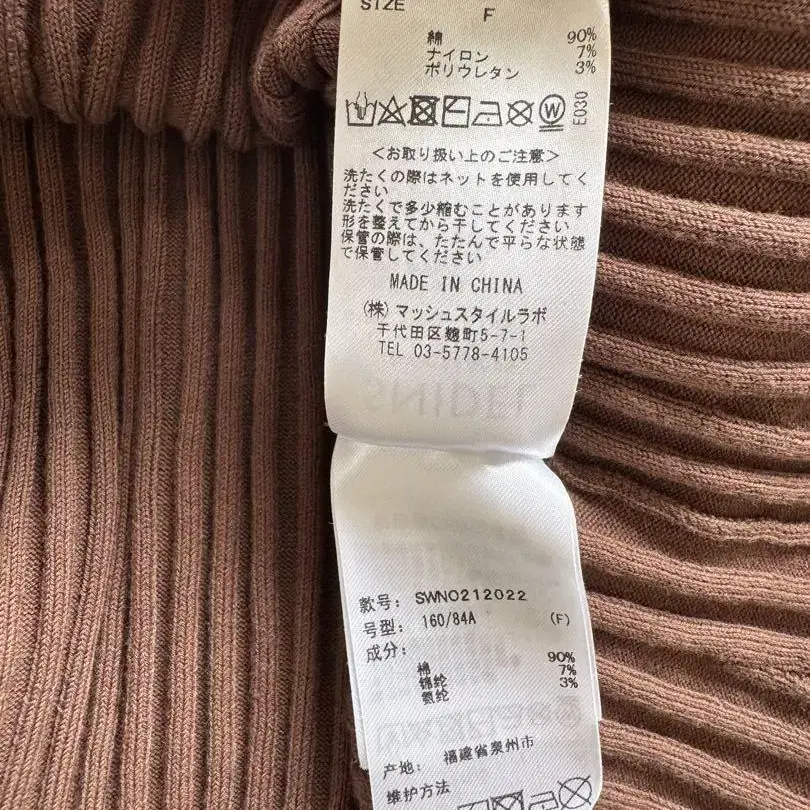 SIZE
F
綿 90%
ナイロン 7%
ポリウレタン 3%
W
E030
<お取り扱い上のご注意>
洗たくの際はネットを使用してく
ださい
洗たくで多少縮むことがあります
形を整えてから干してください
保管の際は、たたんで平らな状態
で保管してください
MADE IN CHINA
(株)マッシュスタイルラボ
千代田区麹町5-7-1
TEL 03-5778-4105
SNIDEL
款号: SWNO212022
号型: 160/84A (F)
成分:
棉 90%
锦纶 7%
氨纶 3%
产地: 福建省泉州市
维护方法